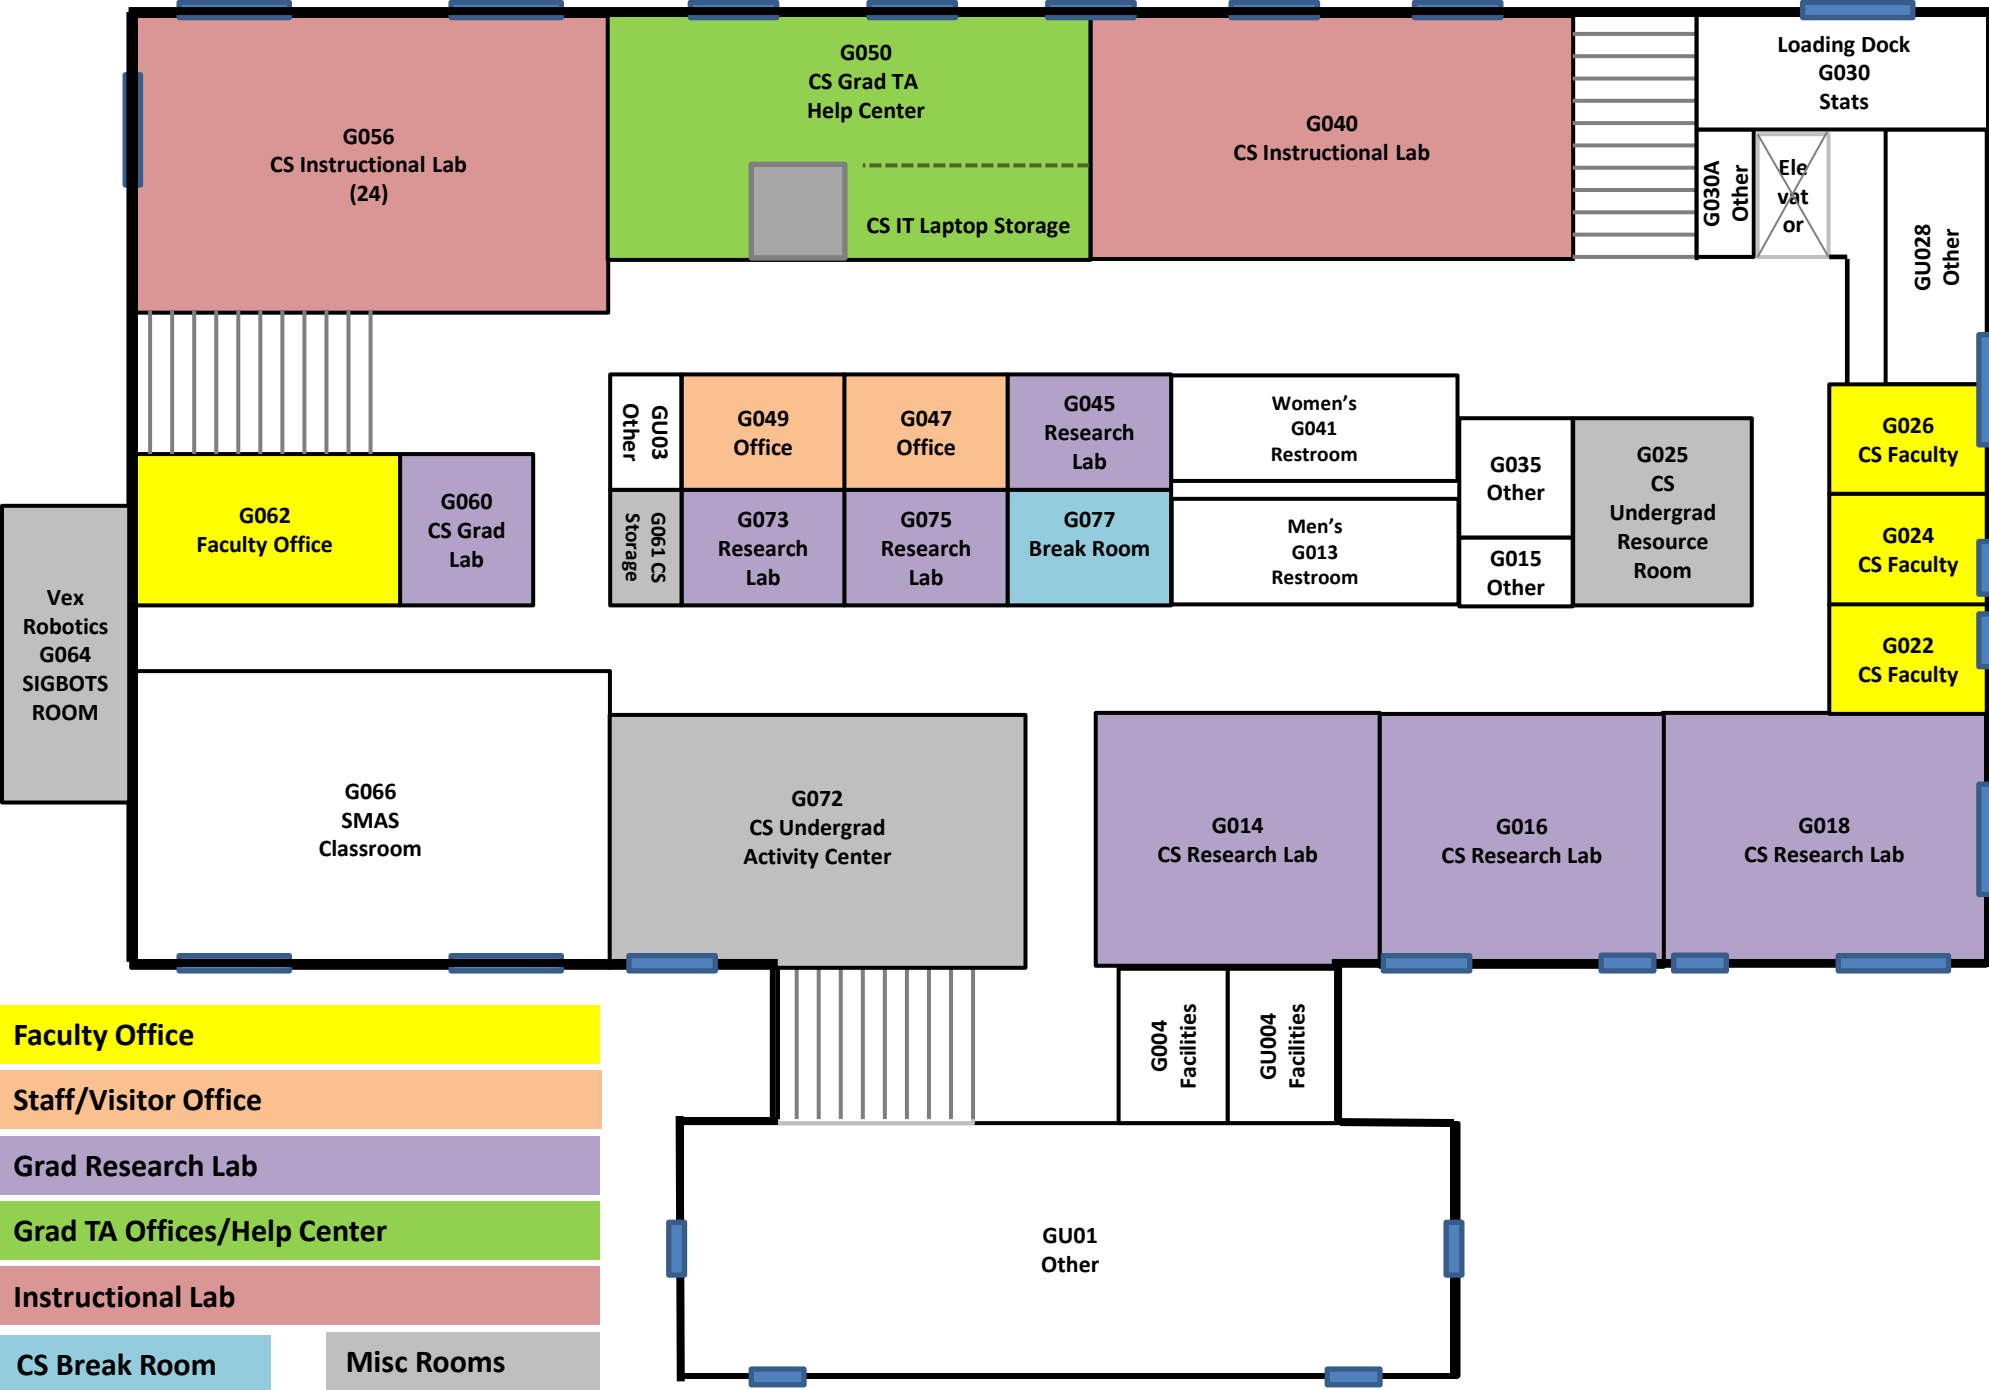 G056
CS Instructional Lab
(24)
G050
CS Grad TA
Help Center
CS IT Laptop Storage
G040
CS Instructional Lab
Loading Dock
G030
Stats
G030A
Other
Ele
vat
or
GU028
Other
GU03
Other
G049
Office
G047
Office
G045
Research
Lab
Women's
G041
Restroom
G035
Other
G025
CS
Undergrad
Resource
Room
G026
CS Faculty
G062
Faculty Office
G060
CS Grad
Lab
G061 CS
Storage
G073
Research
Lab
G075
Research
Lab
G077
Break Room
Men's
G013
Restroom
G015
Other
G024
CS Faculty
G022
CS Faculty
Vex
Robotics
G064
SIGBOTS
ROOM
G066
SMAS
Classroom
G072
CS Undergrad
Activity Center
G014
CS Research Lab
G016
CS Research Lab
G018
CS Research Lab
G004
Facilities
GU004
Facilities
GU01
Other
Faculty Office
Staff/Visitor Office
Grad Research Lab
Grad TA Offices/Help Center
Instructional Lab
CS Break Room
Misc Rooms